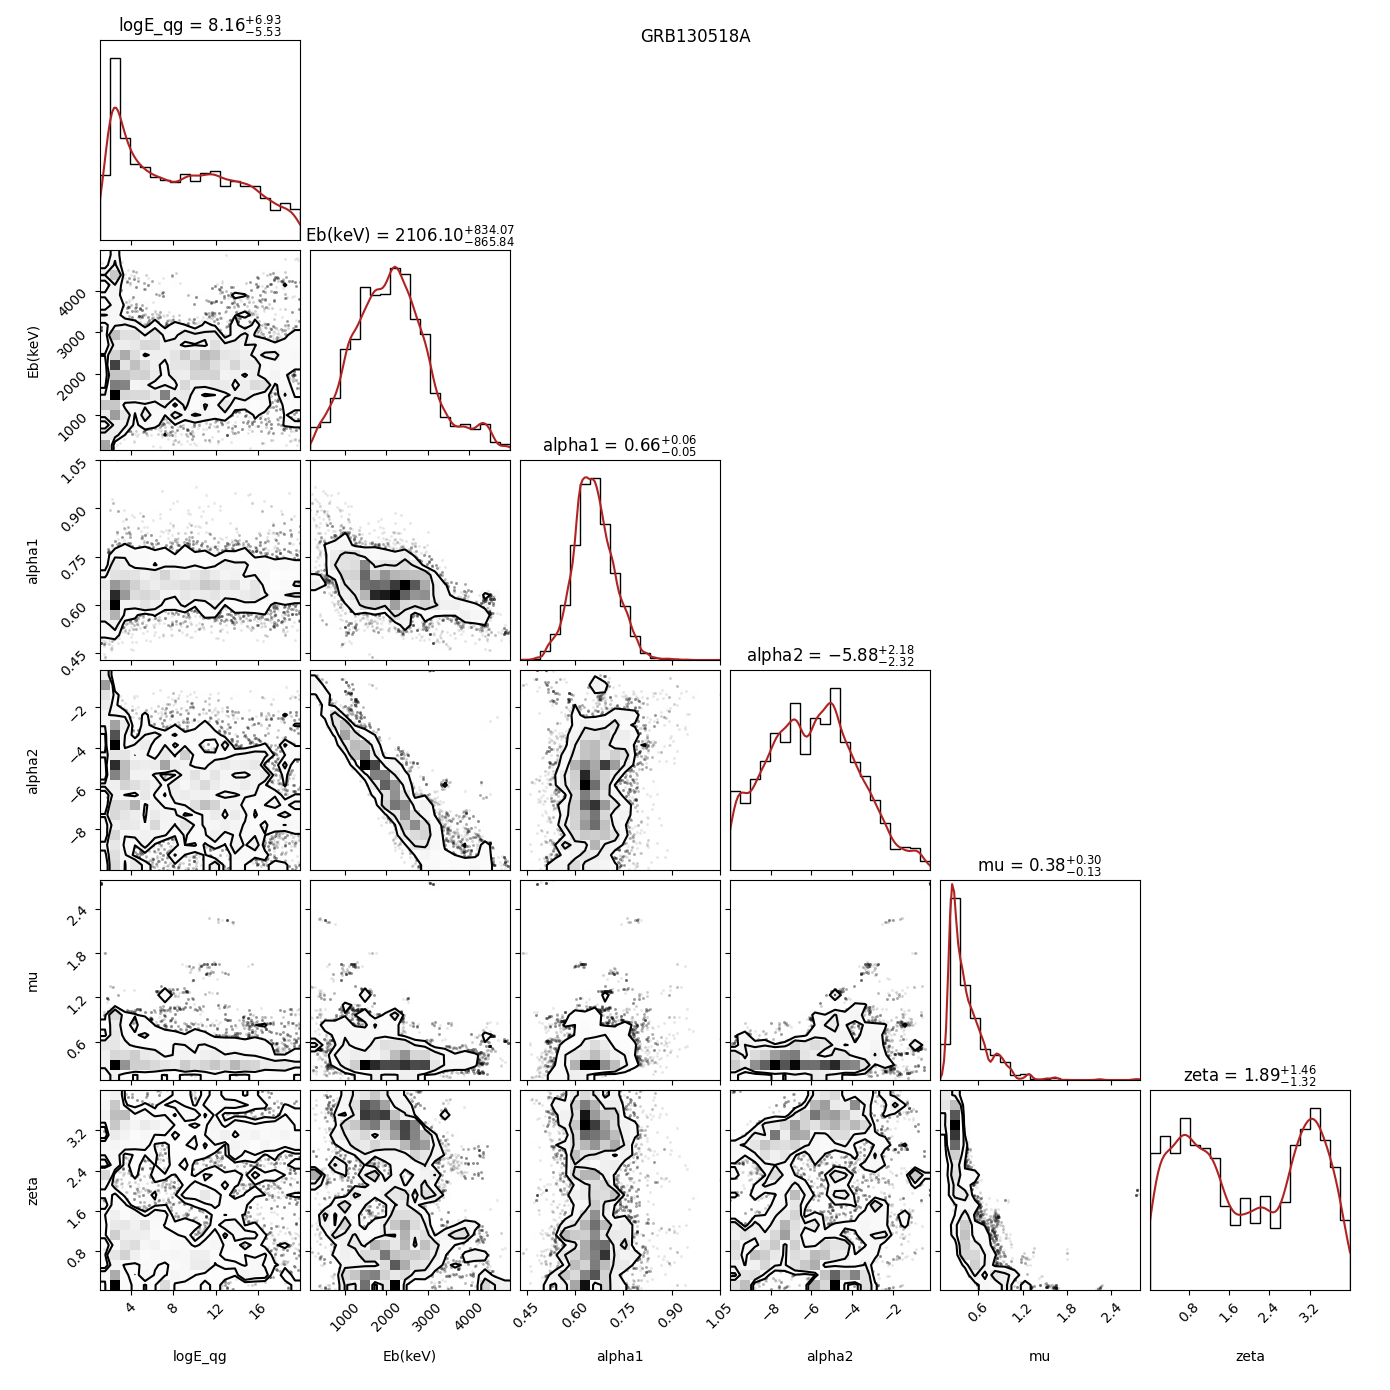 logE_qg = 8.16+6.93−5.53
GRB130518A
Eb(keV) = 2106.10+834.07−865.84
4000
3000
2000
1000
Eb(keV)
alpha1 = 0.66+0.06−0.05
1.05
0.90
0.75
0.60
0.45
alpha1
alpha2 = −5.88+2.18−2.32
−2
−4
−6
−8
alpha2
mu = 0.38+0.30−0.13
2.4
1.8
1.2
0.6
mu
zeta = 1.89+1.46−1.32
3.2
2.4
1.6
0.8
zeta
4 8 12 16
1000 2000 3000 4000
0.45 0.60 0.75 0.90 1.05
−8 −6 −4 −2
0.6 1.2 1.8 2.4
0.8 1.6 2.4 3.2
logE_qg Eb(keV) alpha1 alpha2 mu zeta